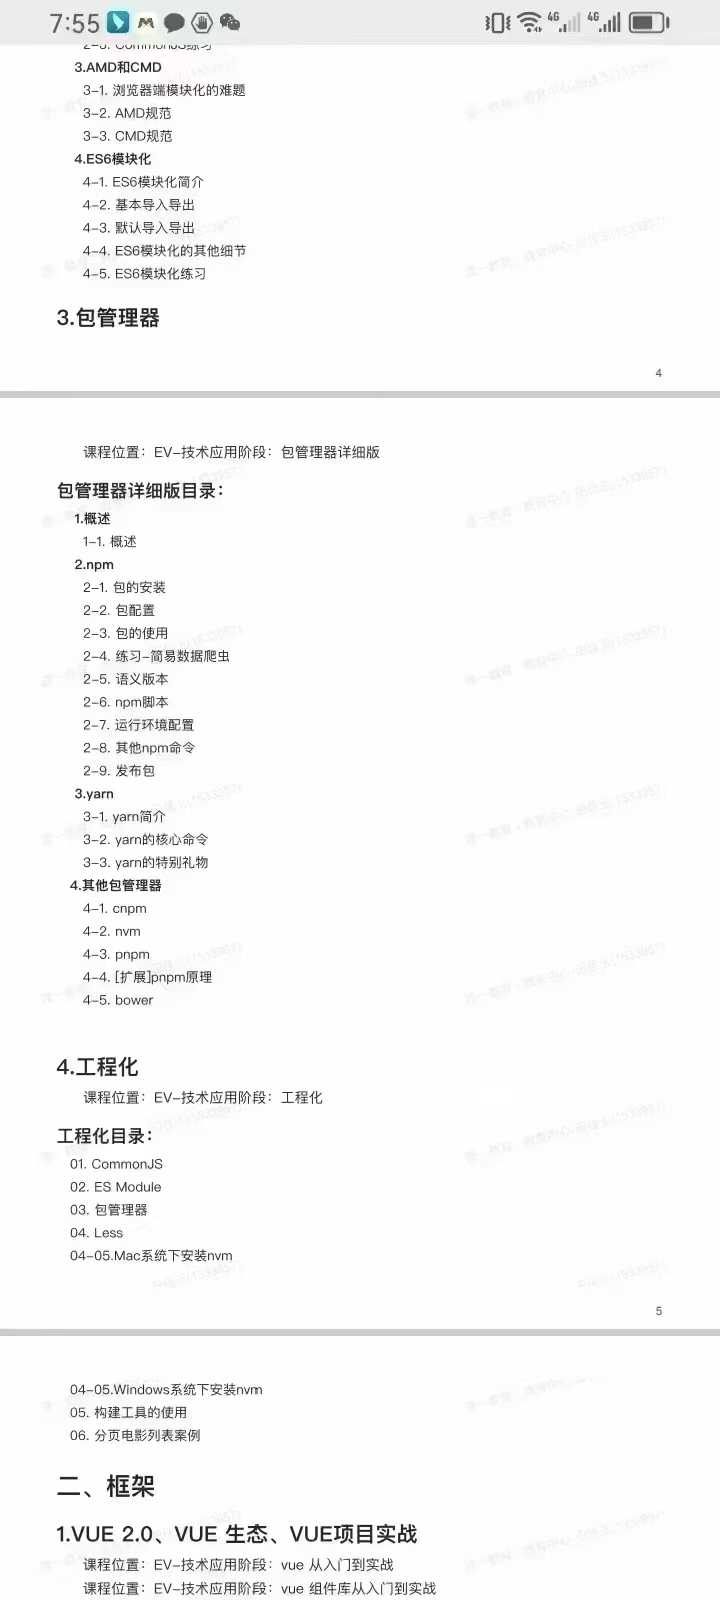 7:55
4G
4G
3.AMD和CMD
3-1. 浏览器端模块化的难题
3-2. AMD规范
3-3. CMD规范
4.ES6模块化
4-1. ES6模块化简介
4-2. 基本导入导出
4-3. 默认导入导出
4-4. ES6模块化的其他细节
4-5. ES6模块化练习
3.包管理器
4
课程位置：EV-技术应用阶段：包管理器详细版
包管理器详细版目录：
1.概述
1-1. 概述
2.npm
2-1. 包的安装
2-2. 包配置
2-3. 包的使用
2-4. 练习-简易数据爬虫
2-5. 语义版本
2-6. npm脚本
2-7. 运行环境配置
2-8. 其他npm命令
2-9. 发布包
3.yarn
3-1. yarn简介
3-2. yarn的核心命令
3-3. yarn的特别礼物
4.其他包管理器
4-1. cnpm
4-2. nvm
4-3. pnpm
4-4. [扩展]pnpm原理
4-5. bower
4.工程化
课程位置：EV-技术应用阶段：工程化
工程化目录：
01. CommonJS
02. ES Module
03. 包管理器
04. Less
04-05.Mac系统下安装nvm
5
04-05.Windows系统下安装nvm
05. 构建工具的使用
06. 分页电影列表案例
二、框架
1.VUE 2.0、VUE 生态、VUE项目实战
课程位置：EV-技术应用阶段：vue 从入门到实战
课程位置：EV-技术应用阶段：vue 组件库从入门到实战